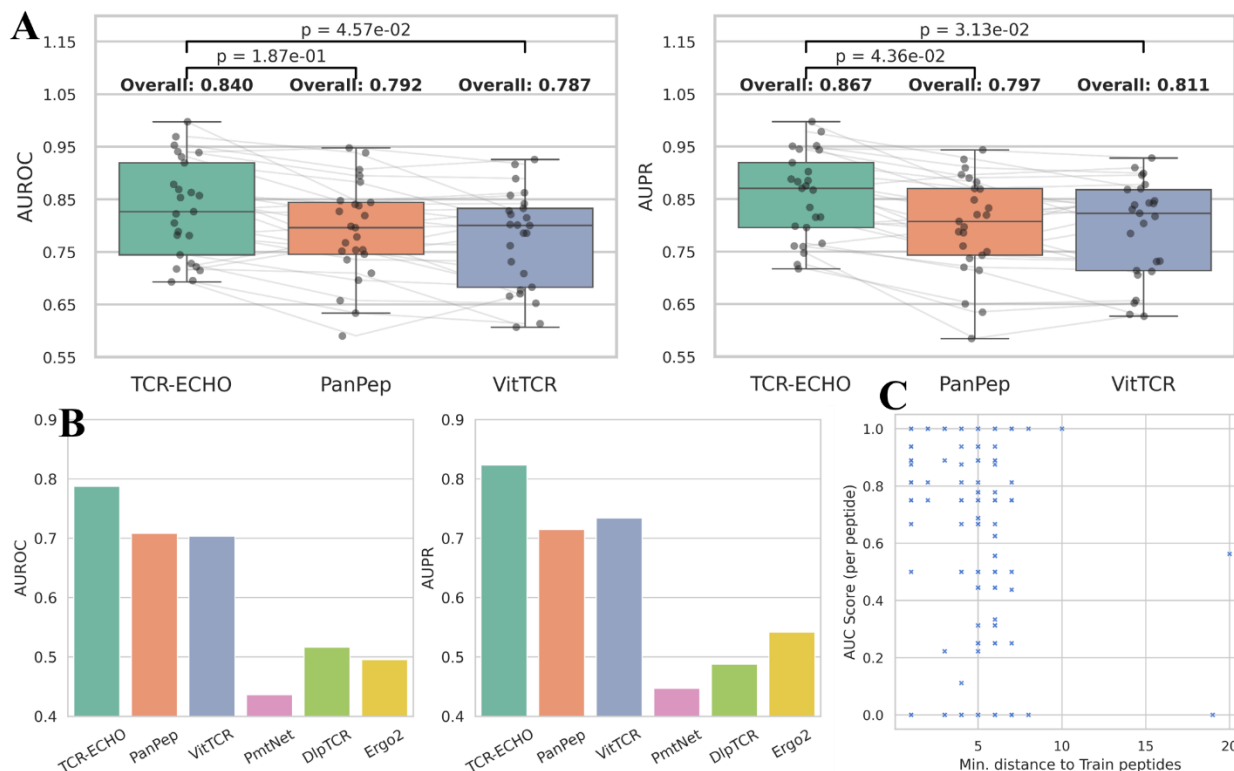 A
AUROC
1.15
1.05
0.95
0.85
0.75
0.65
0.55
p = 4.57e-02
p = 1.87e-01
Overall: 0.840 Overall: 0.792 Overall: 0.787
TCR-ECHO PanPep VitTCR
AUPR
1.15
1.05
0.95
0.85
0.75
0.65
0.55
p = 3.13e-02
p = 4.36e-02
Overall: 0.867 Overall: 0.797 Overall: 0.811
TCR-ECHO PanPep VitTCR
B
AUROC
0.9
0.8
0.7
0.6
0.5
0.4
TCR-ECHO PanPep VitTCR PmtNet DlpTCR Ergo2
AUPR
0.9
0.8
0.7
0.6
0.5
0.4
TCR-ECHO PanPep VitTCR PmtNet DlpTCR Ergo2
C
AUC Score (per peptide)
1.0
0.8
0.6
0.4
0.2
0.0
5 10 15 20
Min. distance to Train peptides